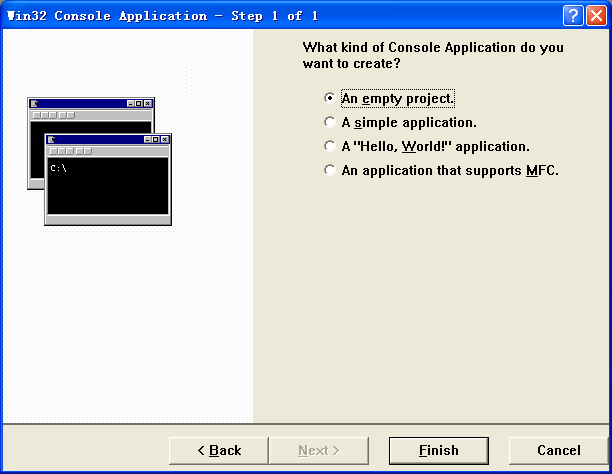 Win32 Console Application - Step 1 of 1
What kind of Console Application do you
want to create?
An empty project.
A simple application.
A "Hello, World!" application.
An application that supports MFC.
C:\
< Back
Next >
Finish
Cancel